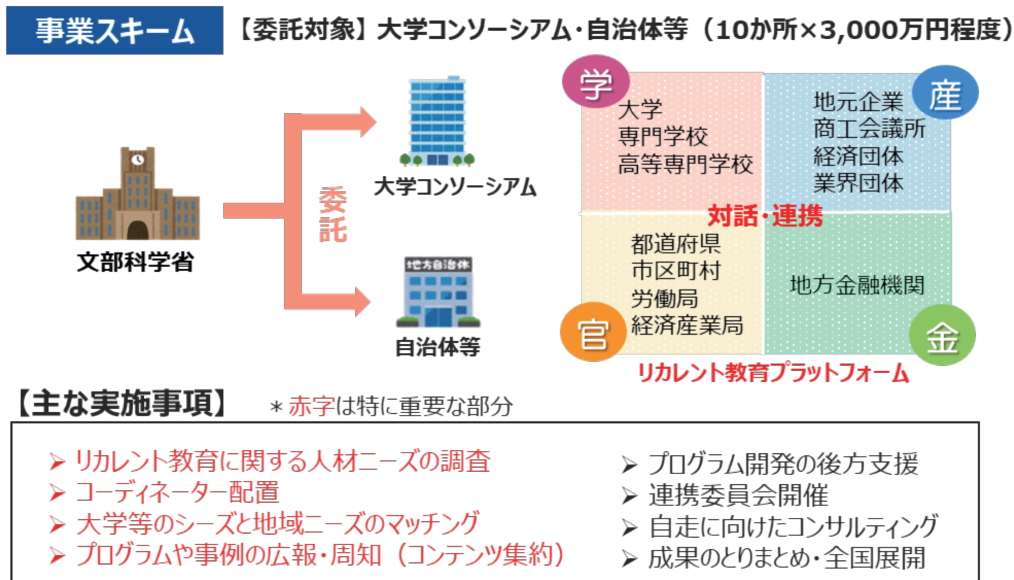 事業スキーム
【委託対象】大学コンソーシアム・自治体等（10か所×3,000万円程度）
文部科学省
委託
大学コンソーシアム
地方自治体
自治体等
学
大学
専門学校
高等専門学校
産
地元企業
商工会議所
経済団体
業界団体
対話・連携
官
都道府県
市区町村
労働局
経済産業局
金
地方金融機関
リカレント教育プラットフォーム
【主な実施事項】 ＊赤字は特に重要な部分
➢ リカレント教育に関する人材ニーズの調査
➢ コーディネーター配置
➢ 大学等のシーズと地域ニーズのマッチング
➢ プログラムや事例の広報・周知（コンテンツ集約）
➢ プログラム開発の後方支援
➢ 連携委員会開催
➢ 自走に向けたコンサルティング
➢ 成果のとりまとめ・全国展開